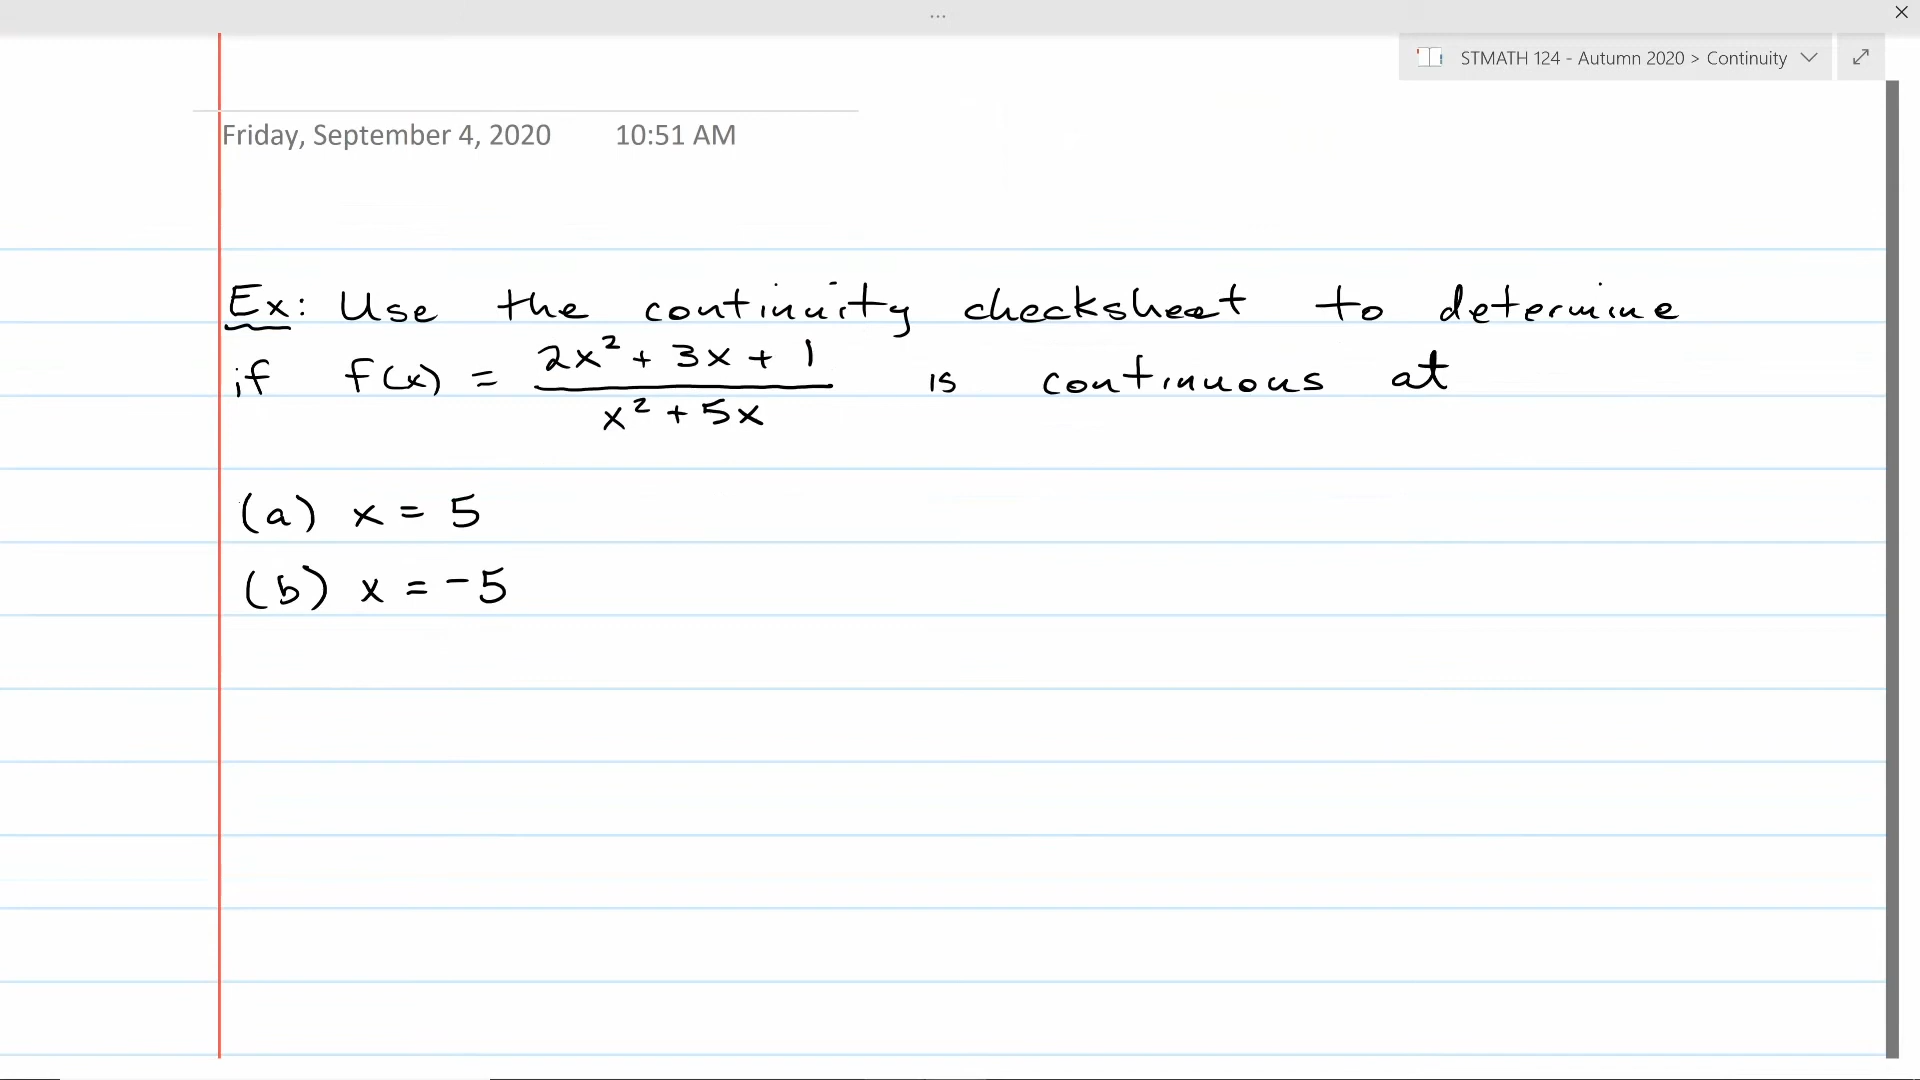 ...
STMATH 124 - Autumn 2020 > Continuity
Friday, September 4, 2020 10:51 AM
Ex: Use the continuity checksheet to determine
if f(x) = (2x² + 3x + 1)/(x² + 5x) is continuous at
(a) x = 5
(b) x = -5